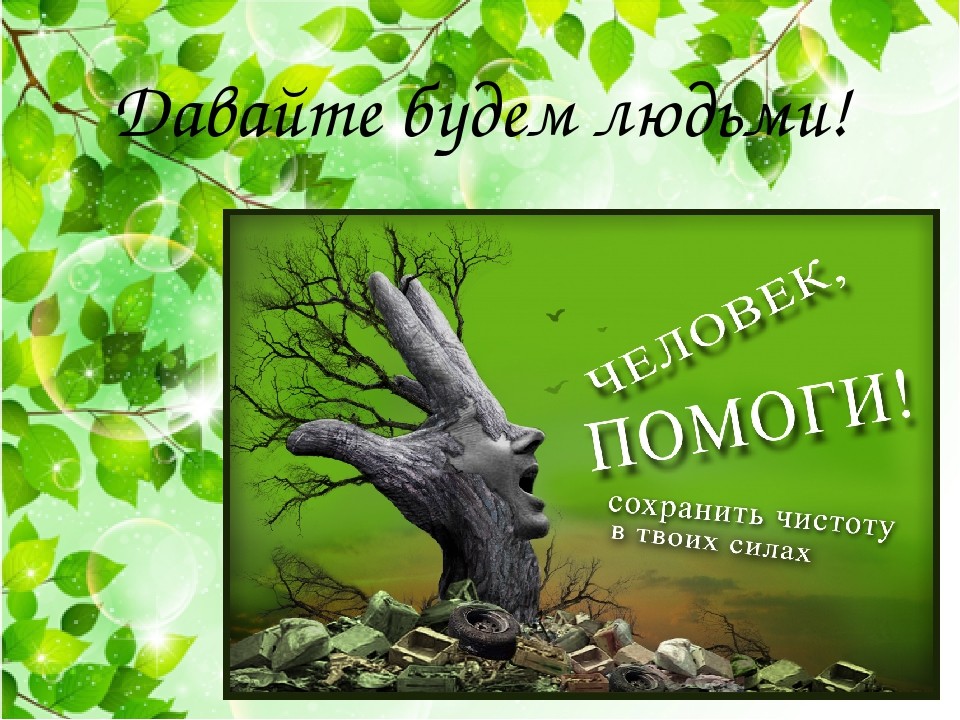 Давайте будем людьми!
ЧЕЛОВЕК,
ПОМОГИ!
сохранить чистоту
в твоих силах